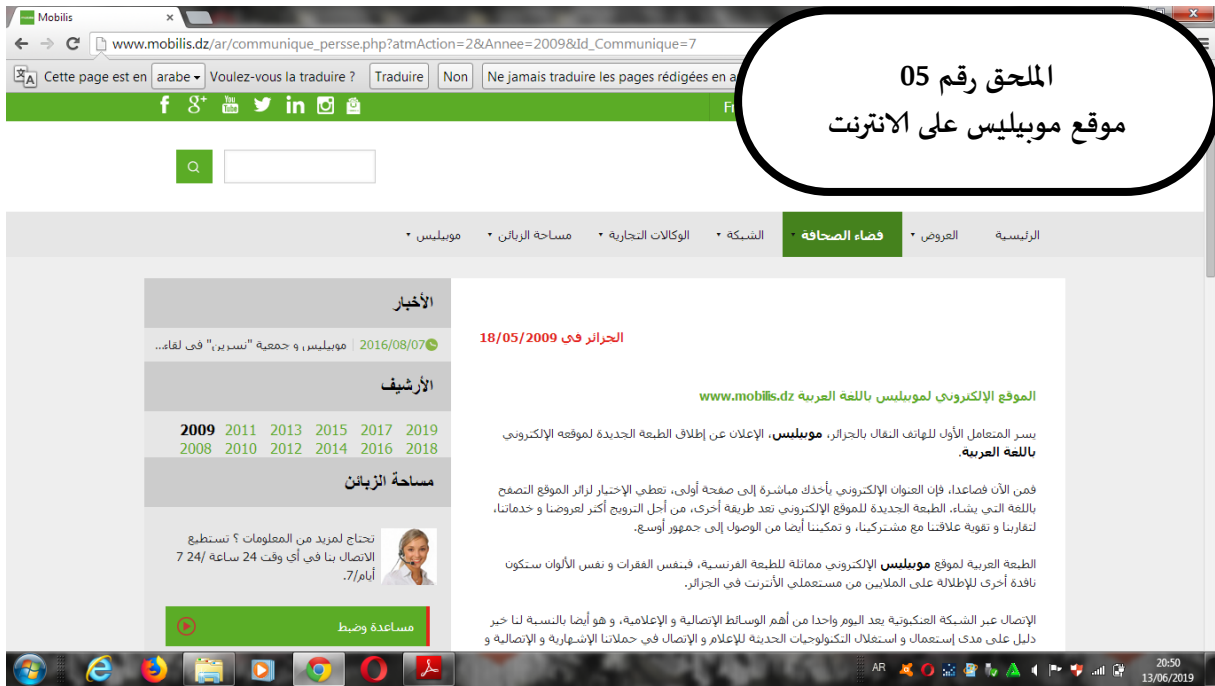 Mobilis
www.mobilis.dz/ar/communique_persse.php?atmAction=2&Annee=2009&Id_Communique=7
Cette page est en arabe Voulez-vous la traduire ? Traduire Non Ne jamais traduire les pages rédigées en a
الملحق رقم 05
موقع موبيليس على الانترنت
الرئيسية العروض فضاء الصحافة الشبكة الوكالات التجارية مساحة الزبائن موبيليس
الجزائر في 18/05/2009
الموقع الإلكتروني لموبيليس باللغة العربية www.mobilis.dz
يسر المتعامل الأول للهاتف النقال بالجزائر، موبيليس، الإعلان عن إطلاق الطبعة الجديدة لموقعه الإلكتروني
باللغة العربية.
فمن الآن فصاعدا، فإن العنوان الإلكتروني يأخذك مباشرة إلى صفحة أولى، تعطي الإختيار لزائر الموقع التصفح
باللغة التي يشاء. الطبعة الجديدة للموقع الإلكتروني تعد طريقة أخرى، من أجل الترويج أكثر لعروضنا و خدماتنا،
لتقاربنا و تقوية علاقتنا مع مشتركينا، و تمكيننا أيضا من الوصول إلى جمهور أوسع.
الطبعة العربية لموقع موبيليس الإلكتروني مماثلة للطبعة الفرنسية، فبنفس الفقرات و نفس الألوان ستكون
نافدة أخرى للإطلالة على الملايين من مستعملي الأنترنت في الجزائر.
الإتصال عبر الشبكة العنكبوتية يعد اليوم واحدا من أهم الوسائط الإتصالية و الإعلامية، و هو أيضا بالنسبة لنا خير
دليل على مدى إستعمال و استغلال التكنولوجيات الحديثة للإعلام و الإتصال في حملاتنا الإشهارية و الإتصالية و
الأخبار
2016/08/07 موبيليس و جمعية "نسرين" في لقاء...
الأرشيف
2009 2011 2013 2015 2017 2019
2008 2010 2012 2014 2016 2018
مساحة الزبائن
تحتاج لمزيد من المعلومات ؟ تستطيع
الاتصال بنا في أي وقت 24 ساعة /24 7
أيام/7.
مساعدة وضبط
AR
20:50
13/06/2019